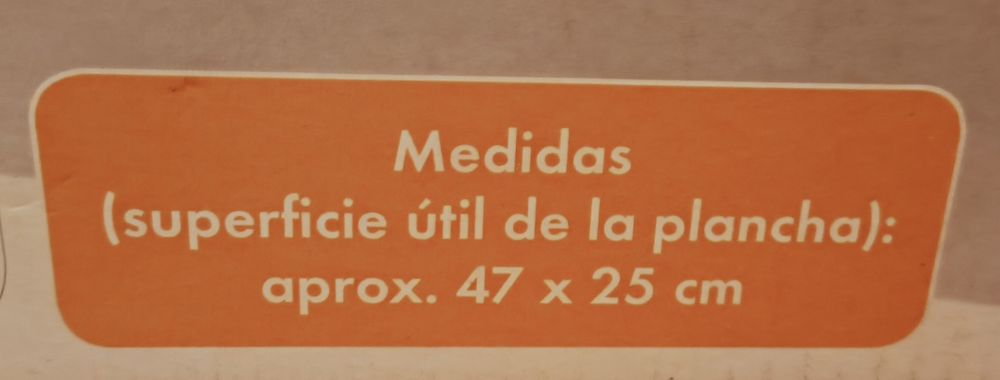 Medidas
(superficie útil de la plancha):
aprox. 47 x 25 cm